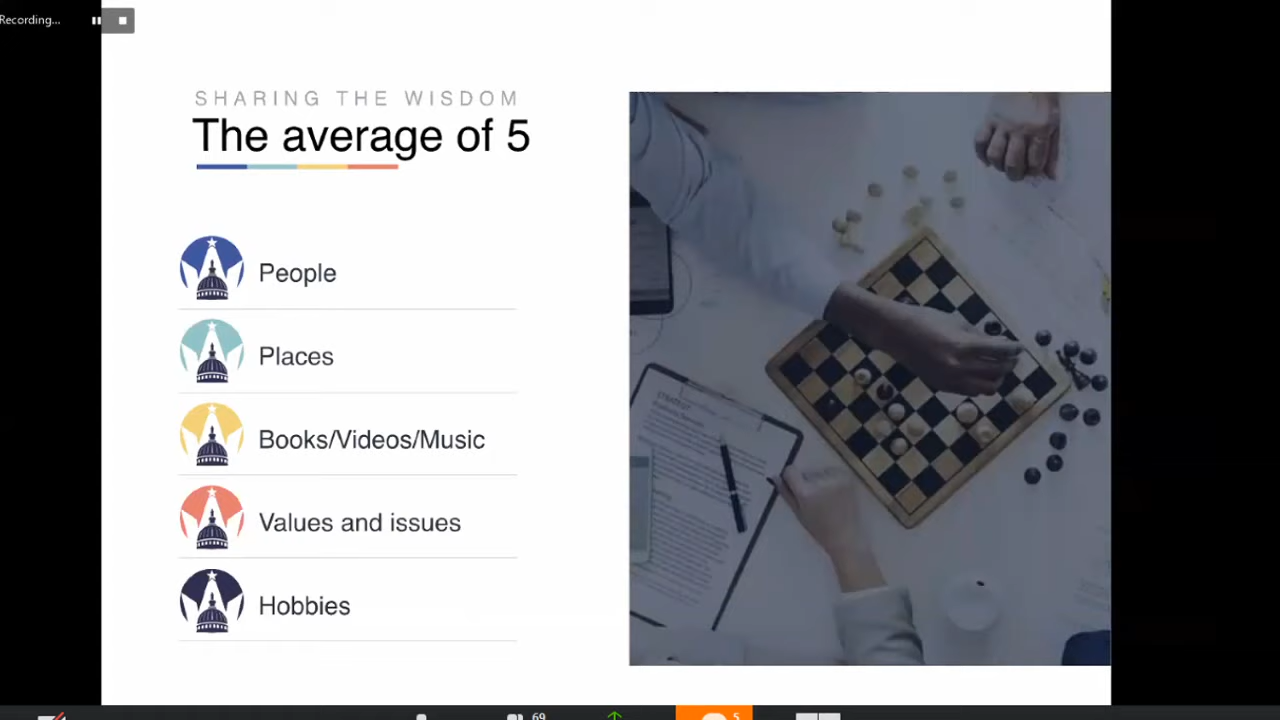 Recording...
SHARING THE WISDOM
The average of 5
People
Places
Books/Videos/Music
Values and issues
Hobbies
STRATEGY
69
5